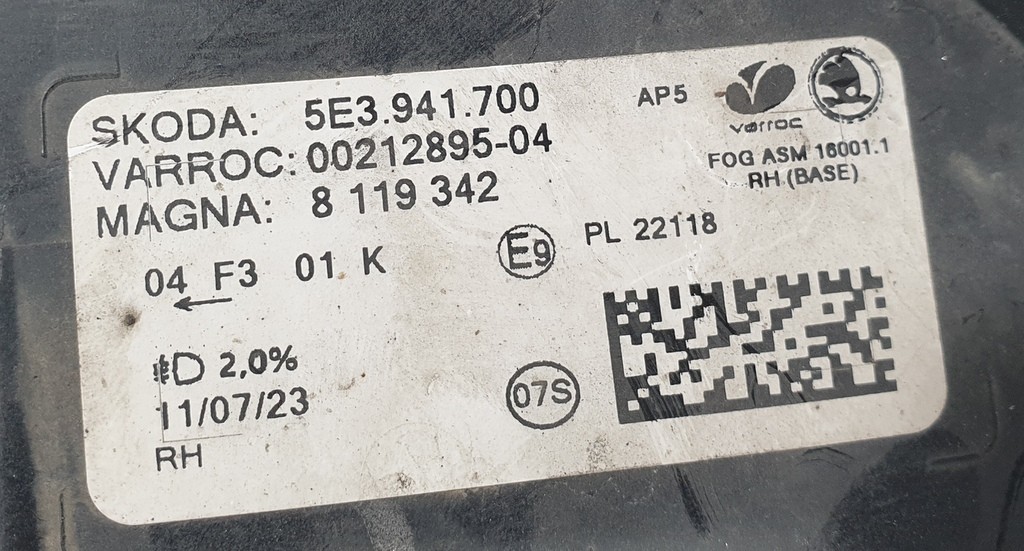 SKODA: 5E3.941.700
VARROC: 00212895-04
MAGNA: 8 119 342
AP5
varroc
FOG ASM 16001.1
RH (BASE)
04 F3 01 K
E9
PL 22118
2,0%
11/07/23
RH
07S